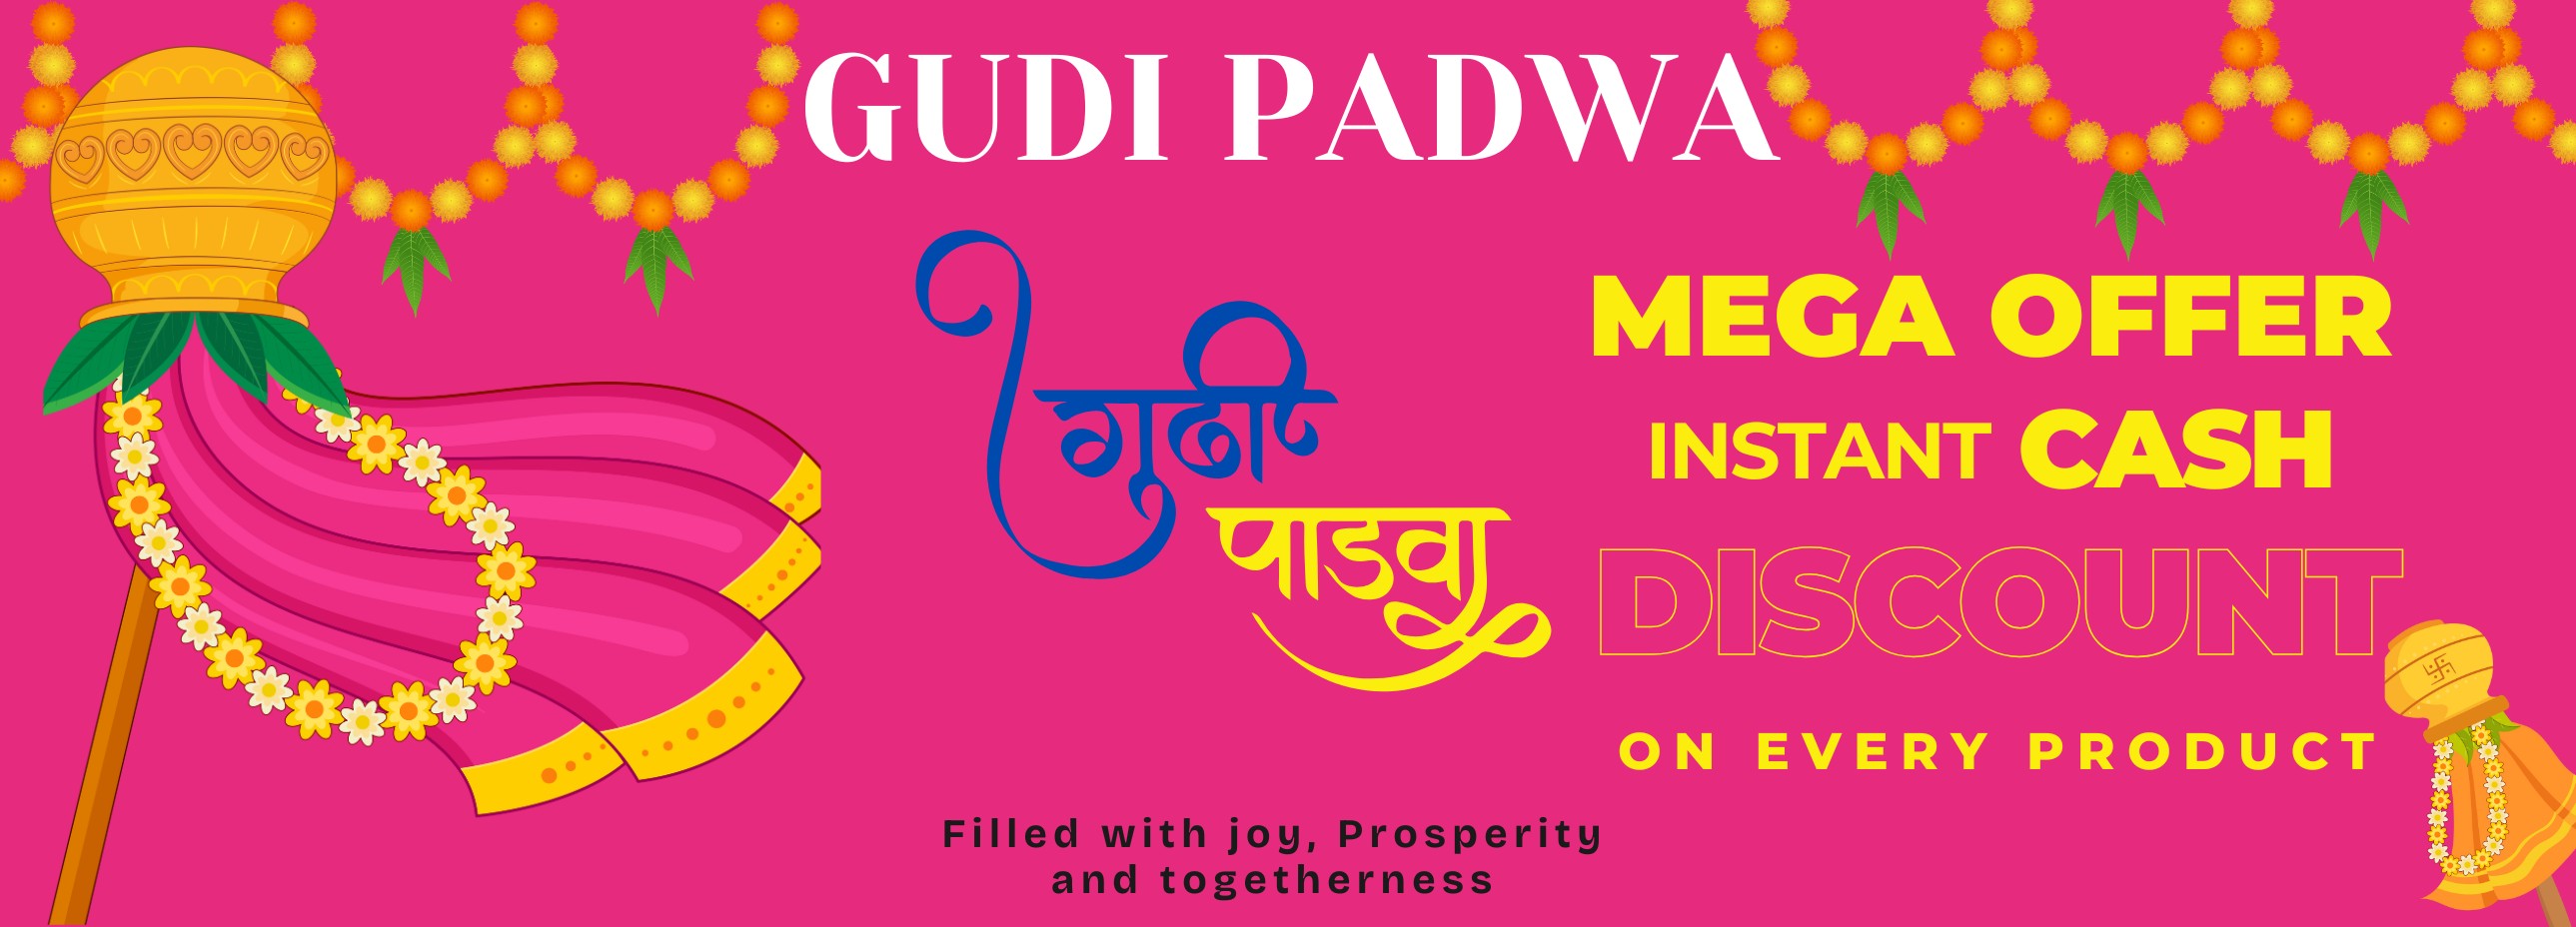 GUDI PADWA
गुढी
पाडवा
MEGA OFFER
INSTANT CASH
DISCOUNT
ON EVERY PRODUCT
Filled with joy, Prosperity
and togetherness